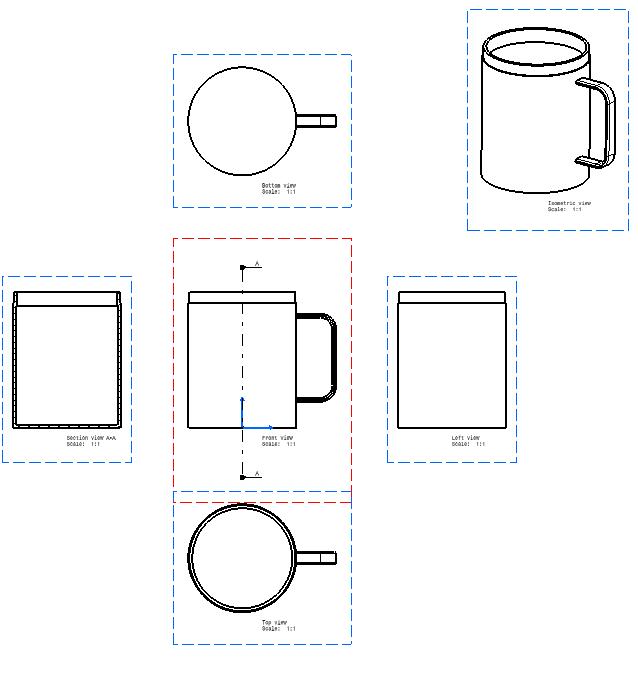 Bottom view
Scale: 1:1
Isometric view
Scale: 1:1
A
Section view A-A
Scale: 1:1
Front view
Scale: 1:1
Left view
Scale: 1:1
A
Top view
Scale: 1:1